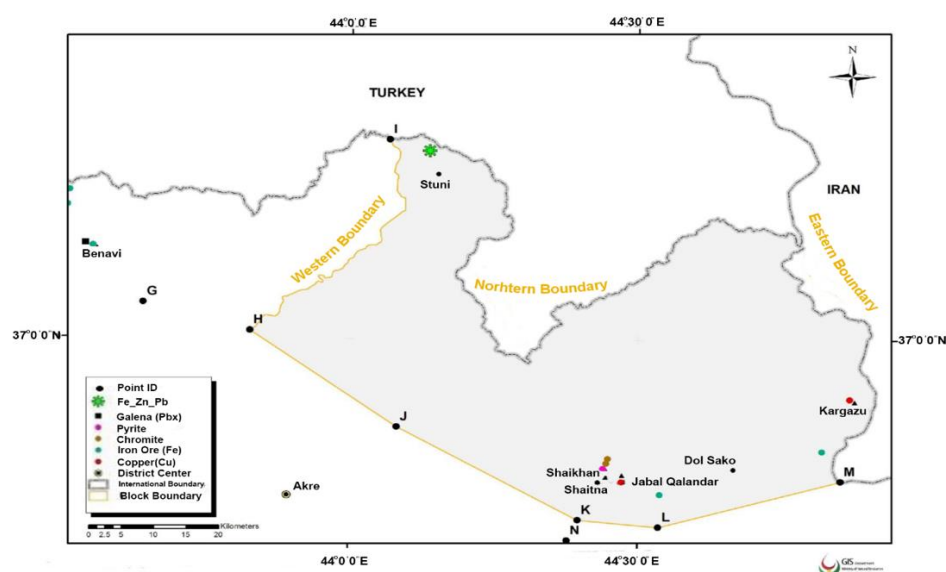 44°0'0"E
44°30'0"E
N
TURKEY
I
Stuni
IRAN
Western Boundary
Eastern Boundary
Benavi
Norhtern Boundary
G
H
37°0'0"N
37°0'0"N
Point ID
Fe_Zn_Pb
Galena (Pbx)
Pyrite
Chromite
Iron Ore (Fe)
Copper(Cu)
District Center
International Boundary
Block Boundary
Kilometers
0 2.5 5 10 15 20
J
Kargazu
Shaikhan
Dol Sako
M
Shaitna
Jabal Qalandar
Akre
K
L
N
44°0'0"E
44°30'0"E
GIS